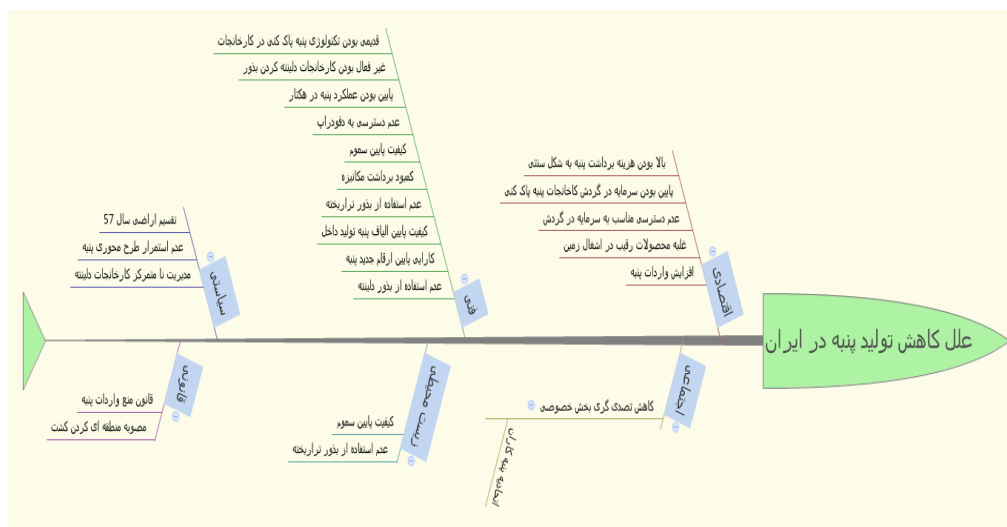 علل کاهش تولید پنبه در ایران
اقتصادی
بالا بودن هزینه برداشت پنبه به شکل سنتی
پایین بودن سرمایه در گردش کاخانجات پنبه پاک کنی
عدم دسترسی مناسب به سرمایه در گردش
غلبه محصولات رقیب در اشغال زمین
افزایش واردات پنبه
فنی
قدیمی بودن تکنولوژی پنبه پاک کنی در کارخانجات
غیر فعال بودن کارخانجات دلینته کردن بذور
پایین بودن عملکرد پنبه در هکتار
عدم دسترسی به دفودراپ
کیفیت پایین سموم
کمبود برداشت مکانیزه
عدم استفاده از بذور تراریخته
کیفیت پایین الیاف پنبه تولید داخل
کارایی پایین ارقام جدید پنبه
عدم استفاده از بذور دلینته
سیاستی
تقسیم اراضی سال 57
عدم استمرار طرح محوری پنبه
مدیریت نا متمرکز کارخانجات دلینته
اجتماعی
کاهش تصدی گری بخش خصوصی
اتحادیه پنبه کاران
زیست محیطی
کیفیت پایین سموم
عدم استفاده از بذور تراریخته
قانونی
قانون منع واردات پنبه
مصوبه منطقه ای کردن کشت